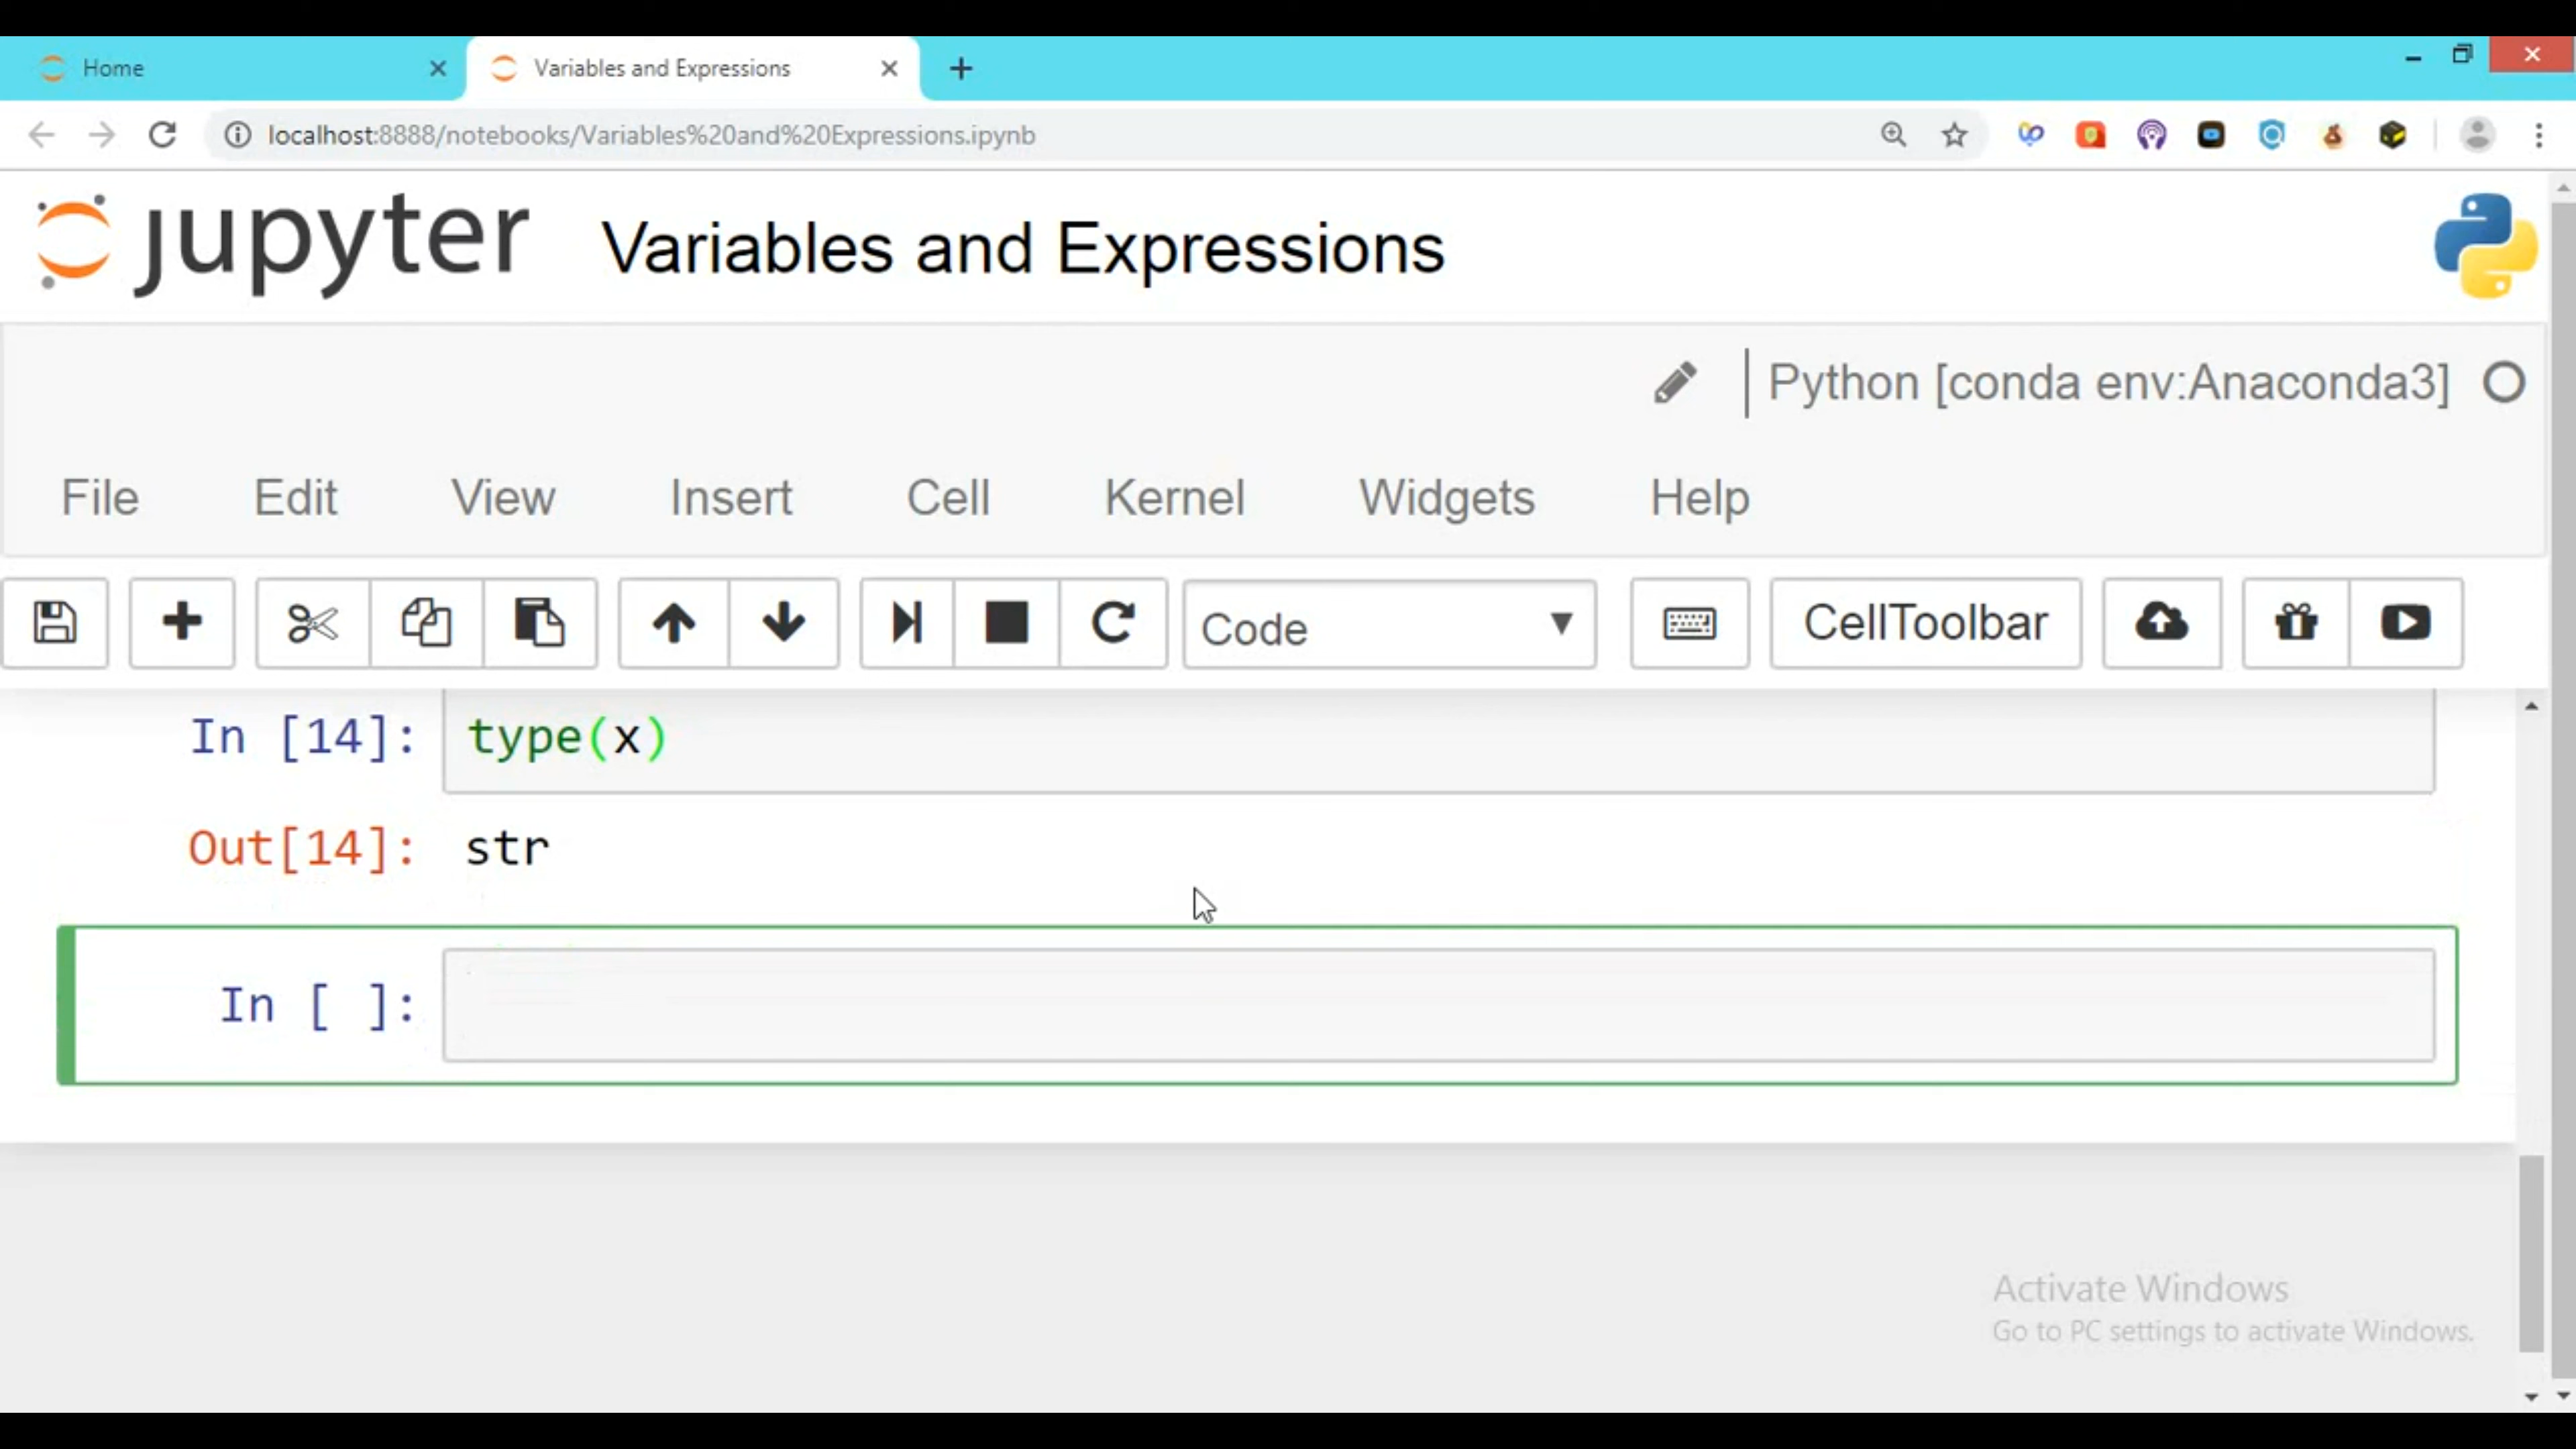 Home
Variables and Expressions
localhost:8888/notebooks/Variables%20and%20Expressions.ipynb
jupyter Variables and Expressions
Python [conda env:Anaconda3]
File Edit View Insert Cell Kernel Widgets Help
Code CellToolbar
In [14]: type(x)
Out[14]: str
In [ ]:
Activate Windows
Go to PC settings to activate Windows.